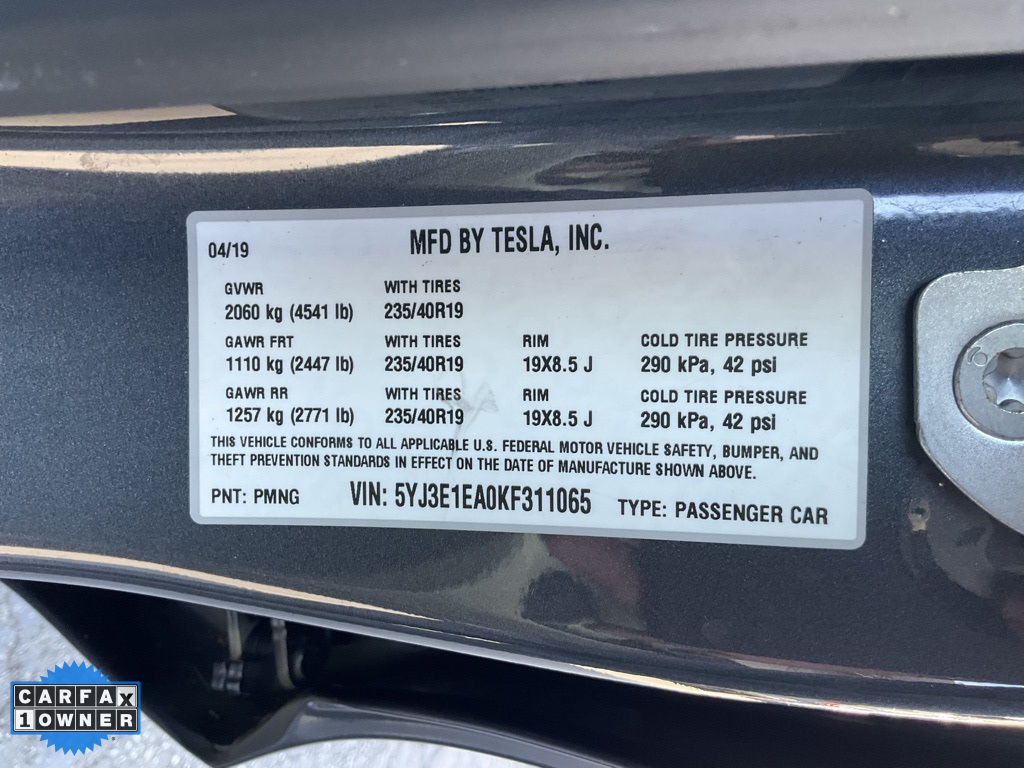 04/19 MFD BY TESLA, INC.
GVWR WITH TIRES
2060 kg (4541 lb) 235/40R19
GAWR FRT WITH TIRES RIM COLD TIRE PRESSURE
1110 kg (2447 lb) 235/40R19 19X8.5 J 290 kPa, 42 psi
GAWR RR WITH TIRES RIM COLD TIRE PRESSURE
1257 kg (2771 lb) 235/40R19 19X8.5 J 290 kPa, 42 psi
THIS VEHICLE CONFORMS TO ALL APPLICABLE U.S. FEDERAL MOTOR VEHICLE SAFETY, BUMPER, AND
THEFT PREVENTION STANDARDS IN EFFECT ON THE DATE OF MANUFACTURE SHOWN ABOVE.
PNT: PMNG VIN: 5YJ3E1EA0KF311065 TYPE: PASSENGER CAR
CARFAX
1 OWNER